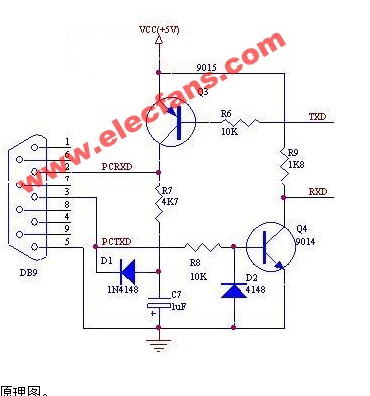 VCC(+5V)
9015
Q3
R6
10K
TXD
www.elecfans.com
1
6
2
7
3
8
4
9
5
DB9
PCRXD
R7
4K7
R9
1K8
RXD
PCTXD
D1
1N4148
R8
10K
Q4
9014
D2
4148
C7
1uF
+
原理图。